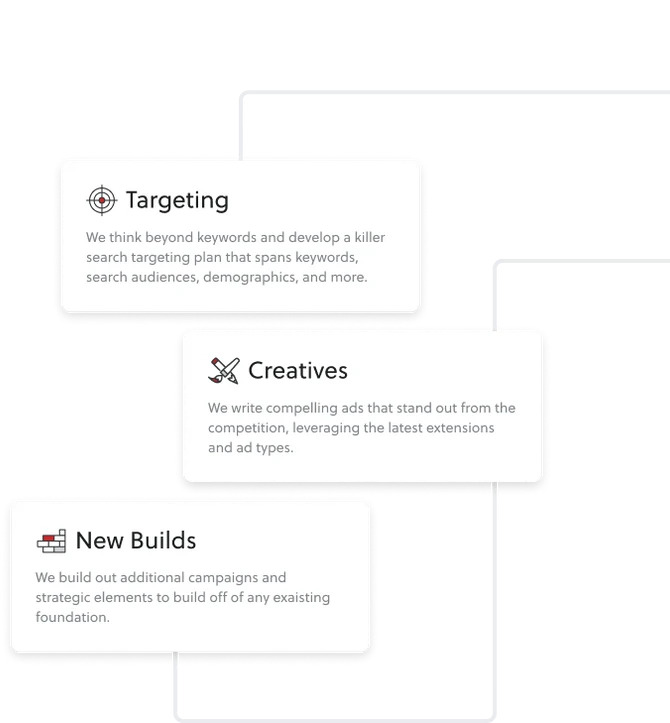 Targeting
We think beyond keywords and develop a killer
search targeting plan that spans keywords,
search audiences, demographics, and more.
Creatives
We write compelling ads that stand out from the
competition, leveraging the latest extensions
and ad types.
New Builds
We build out additional campaigns and
strategic elements to build off of any exaisting
foundation.